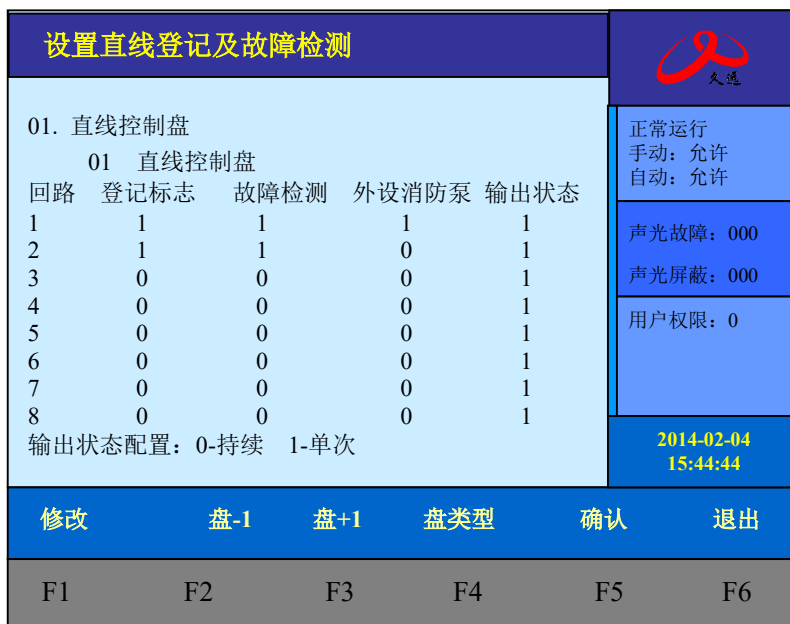 设置直线登记及故障检测
久远
01. 直线控制盘
01 直线控制盘
回路 登记标志 故障检测 外设消防泵 输出状态
1 1 1 1 1
2 1 1 0 1
3 0 0 0 1
4 0 0 0 1
5 0 0 0 1
6 0 0 0 1
7 0 0 0 1
8 0 0 0 1
输出状态配置：0-持续 1-单次
正常运行
手动：允许
自动：允许
声光故障：000
声光屏蔽：000
用户权限：0
2014-02-04
15:44:44
修改 盘-1 盘+1 盘类型 确认 退出
F1 F2 F3 F4 F5 F6